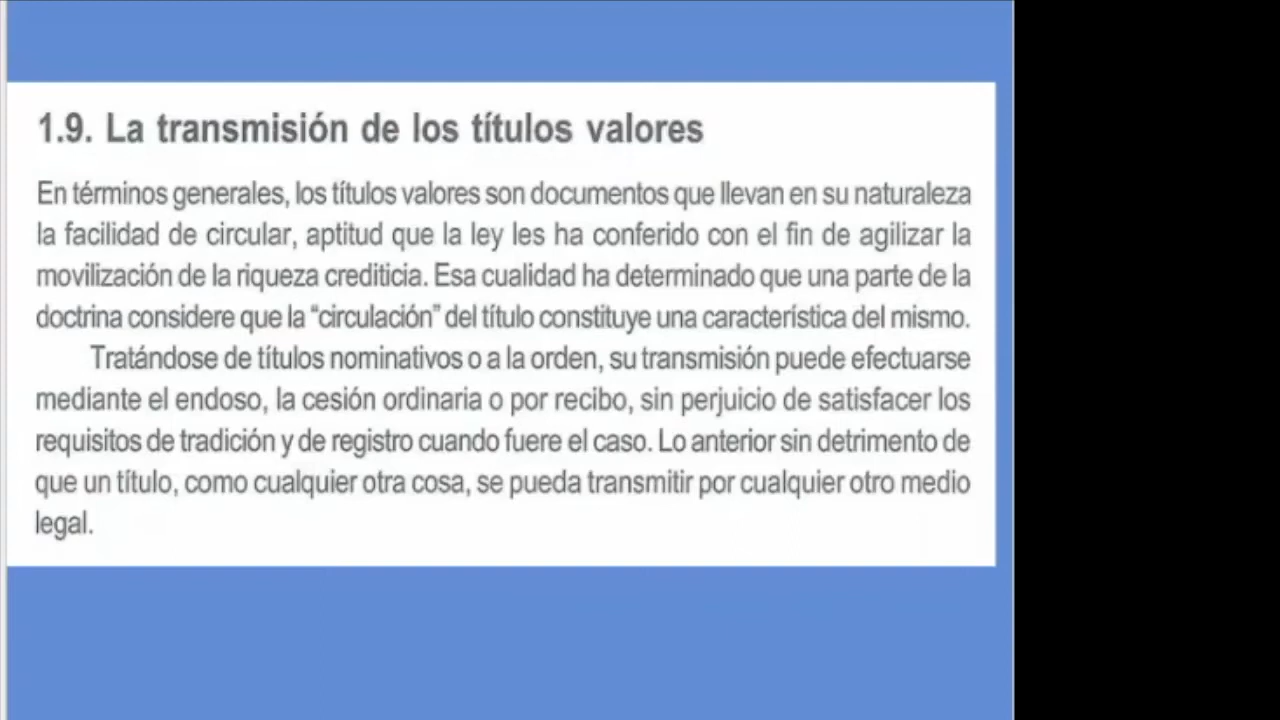 1.9. La transmisión de los títulos valores
En términos generales, los títulos valores son documentos que llevan en su naturaleza
la facilidad de circular, aptitud que la ley les ha conferido con el fin de agilizar la
movilización de la riqueza crediticia. Esa cualidad ha determinado que una parte de la
doctrina considere que la “circulación” del título constituye una característica del mismo.
Tratándose de títulos nominativos o a la orden, su transmisión puede efectuarse
mediante el endoso, la cesión ordinaria o por recibo, sin perjuicio de satisfacer los
requisitos de tradición y de registro cuando fuere el caso. Lo anterior sin detrimento de
que un título, como cualquier otra cosa, se pueda transmitir por cualquier otro medio
legal.